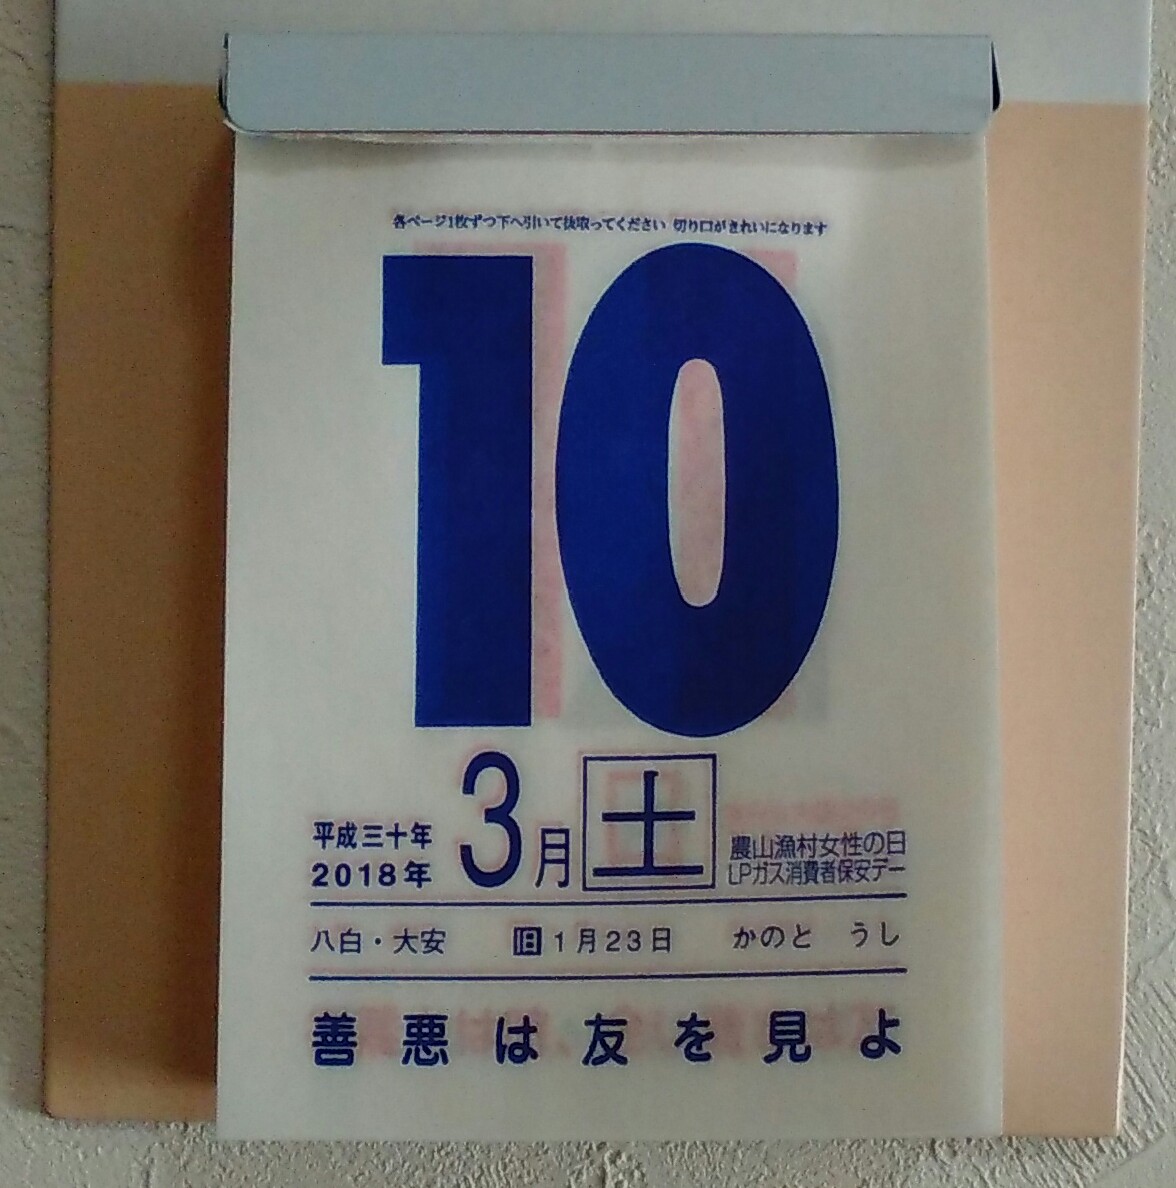 各ページ1枚ずつ下へ引いて抜取ってください 切り口がきれいになります
10
平成三十年
2018年
3月
土
農山漁村女性の日
LPガス消費者保安デー
八白・大安 旧1月23日 かのと うし
善悪は友を見よ